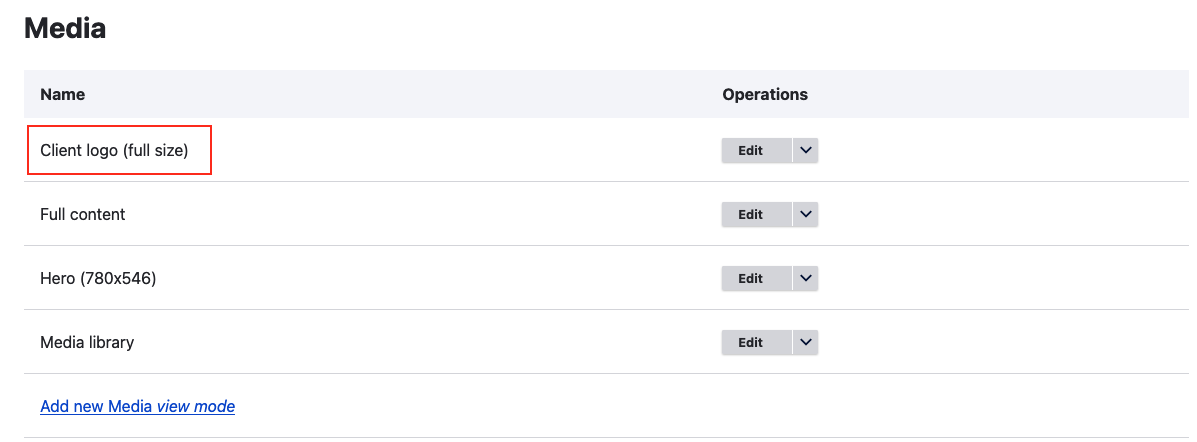 Media
Name Operations
Client logo (full size) Edit
Full content Edit
Hero (780x546) Edit
Media library Edit
Add new Media view mode